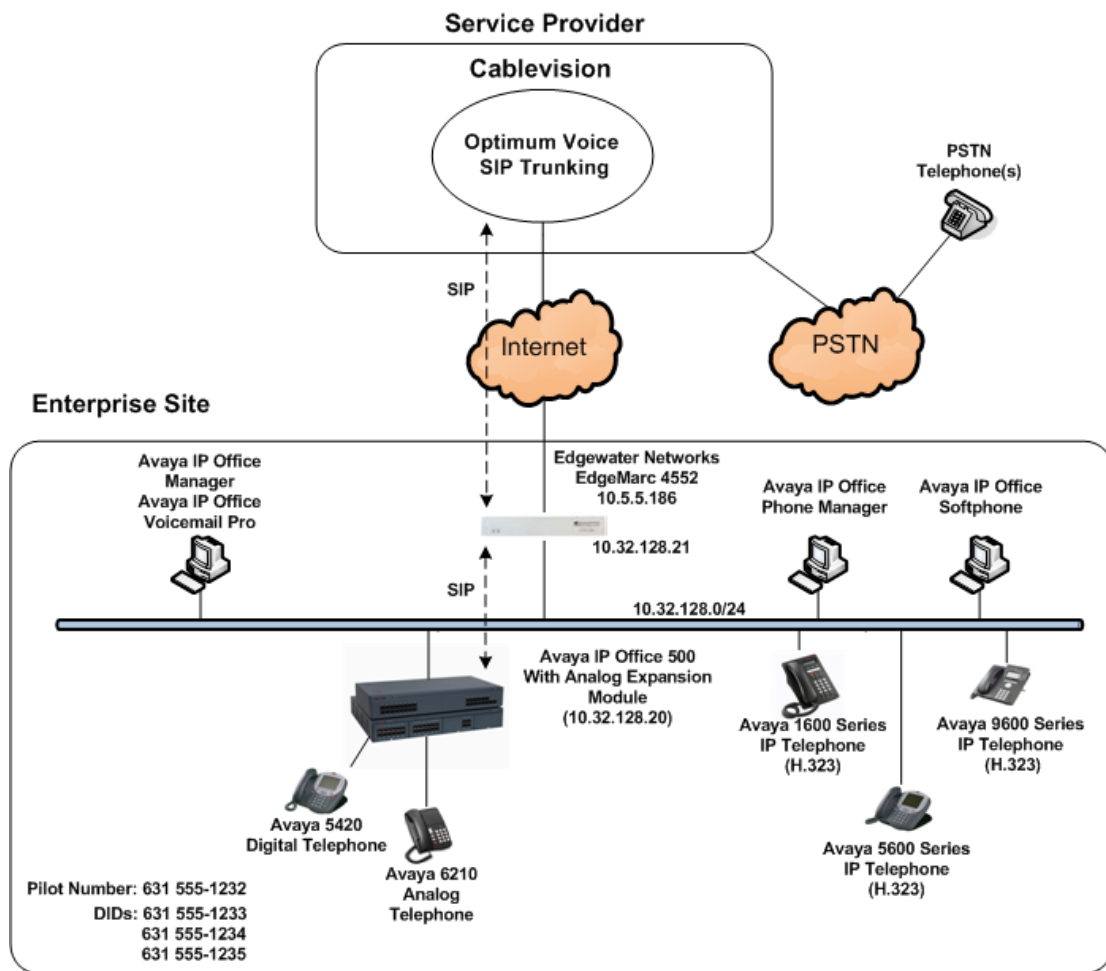 Service Provider
Cablevision
Optimum Voice
SIP Trunking
PSTN
Telephone(s)
SIP
Internet
PSTN
Enterprise Site
Avaya IP Office
Manager
Avaya IP Office
Voicemail Pro
Edgewater Networks
EdgeMarc 4552
10.5.5.186
Avaya IP Office
Phone Manager
Avaya IP Office
Softphone
10.32.128.21
SIP
10.32.128.0/24
Avaya IP Office 500
With Analog Expansion
Module
(10.32.128.20)
Avaya 1600 Series
IP Telephone
(H.323)
Avaya 9600 Series
IP Telephone
(H.323)
Avaya 5420
Digital Telephone
Avaya 6210
Analog
Telephone
Avaya 5600 Series
IP Telephone
(H.323)
Pilot Number: 631 555-1232
DIDs: 631 555-1233
631 555-1234
631 555-1235